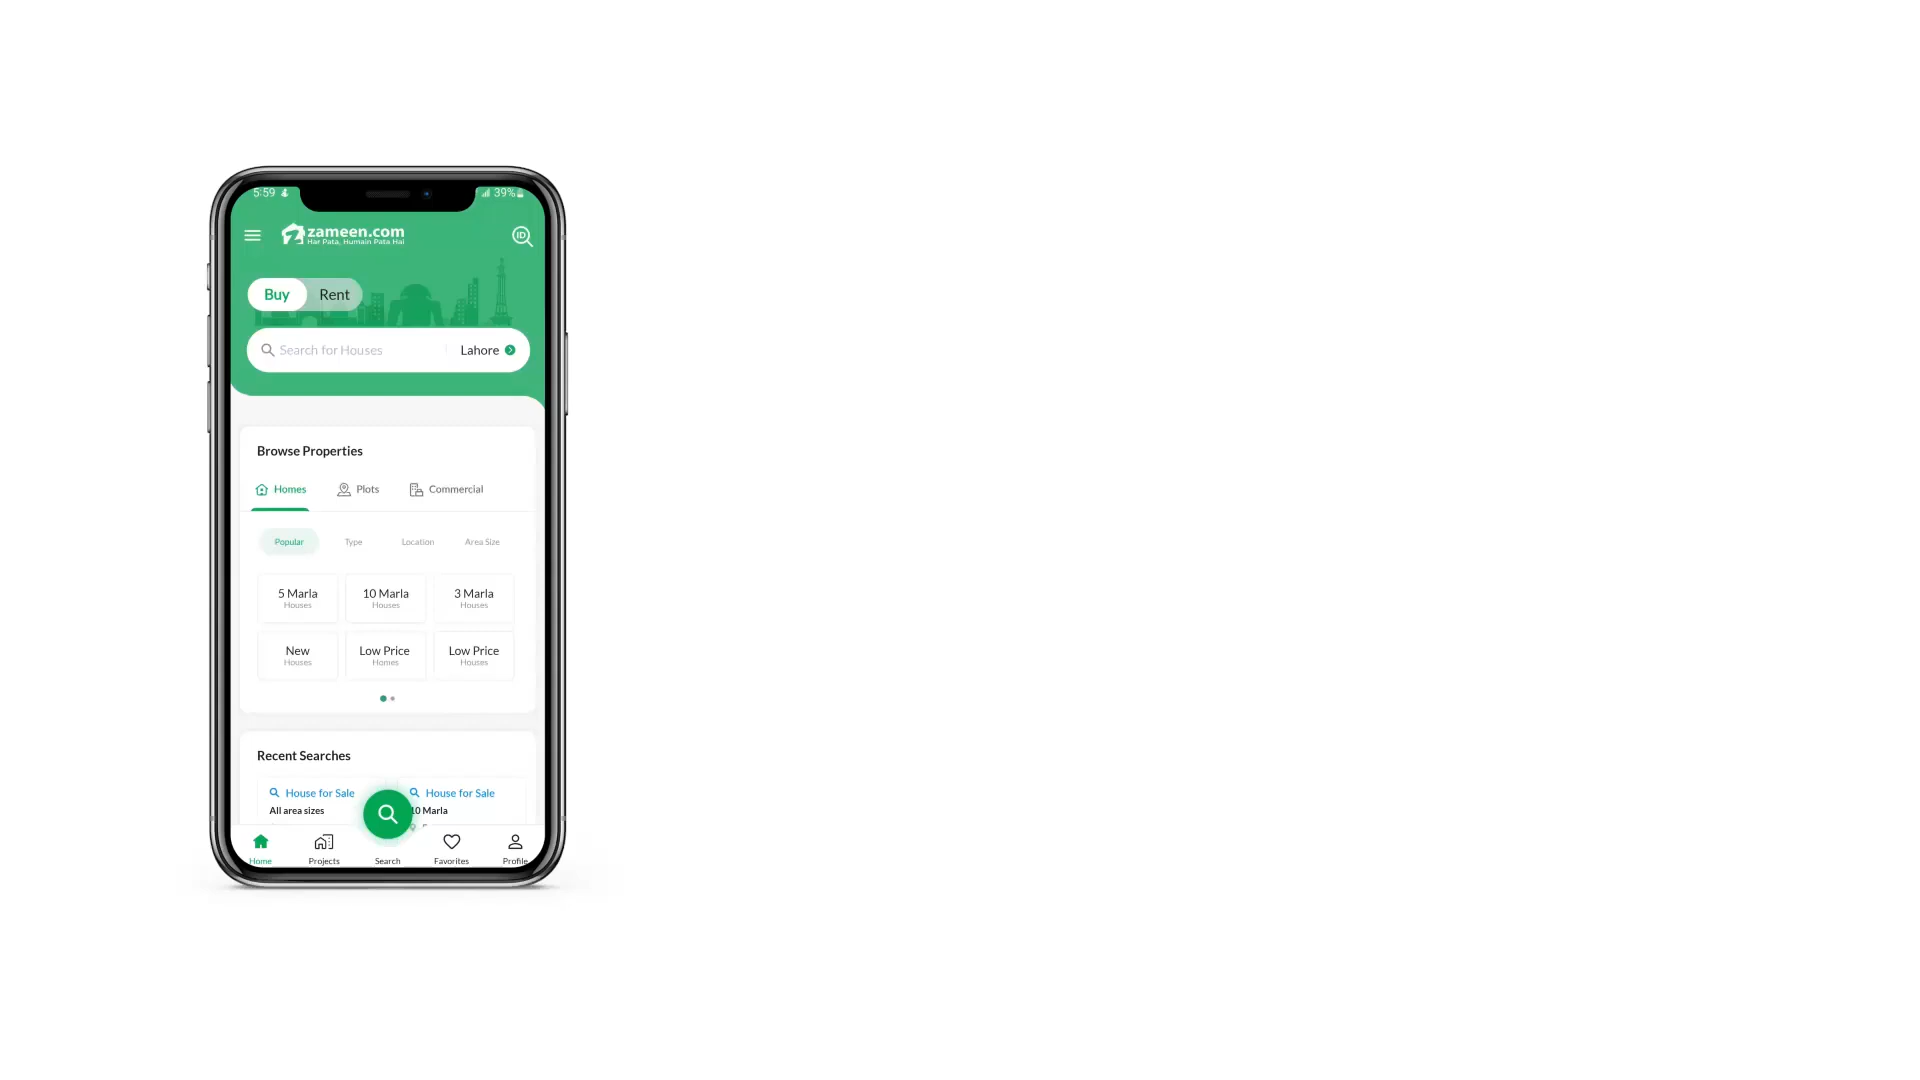 5:59
39%
zameen.com
Har Pata, Humain Pata Hai
ID
Buy Rent
Search for Houses Lahore
Browse Properties
Homes Plots Commercial
Popular Type Location Area Size
5 Marla 10 Marla 3 Marla
Houses Houses Houses
New Low Price Low Price
Houses Homes Houses
Recent Searches
House for Sale House for Sale
All area sizes 10 Marla
Home Projects Search Favorites Profile